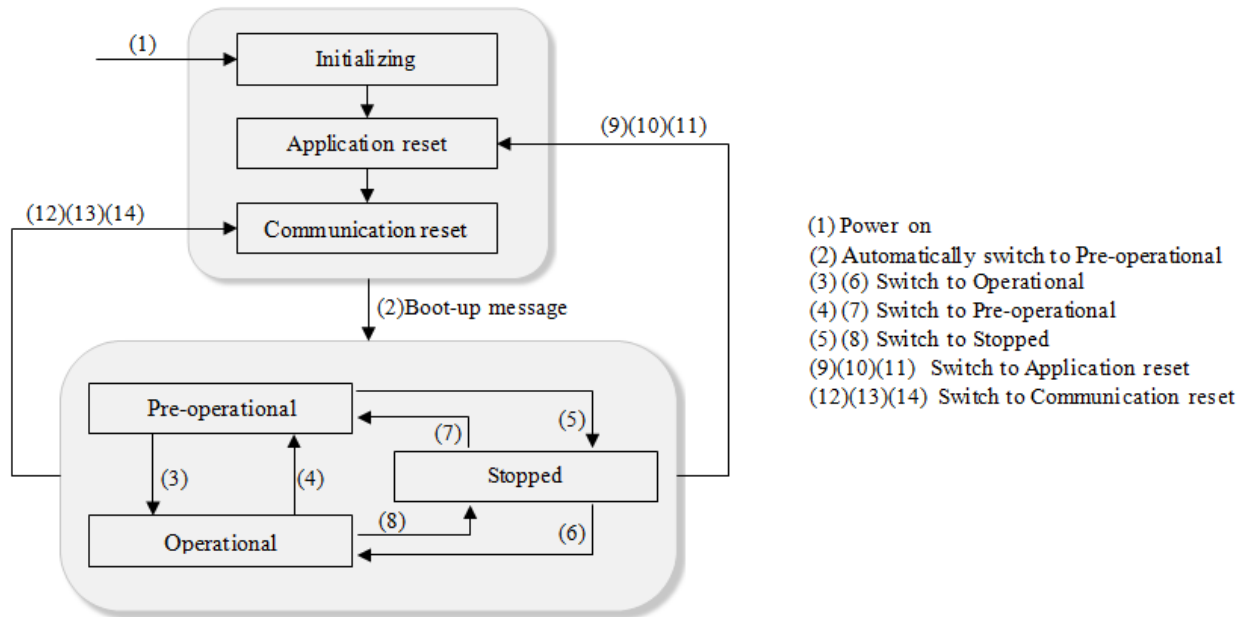 (1)
Initializing
Application reset
(9)(10)(11)
Communication reset
(12)(13)(14)
(2)Boot-up message
Pre-operational
(5)
(7)
Stopped
(3)
(4)
(8)
(6)
Operational
(1) Power on
(2) Automatically switch to Pre-operational
(3) (6) Switch to Operational
(4) (7) Switch to Pre-operational
(5) (8) Switch to Stopped
(9)(10)(11) Switch to Application reset
(12)(13)(14) Switch to Communication reset